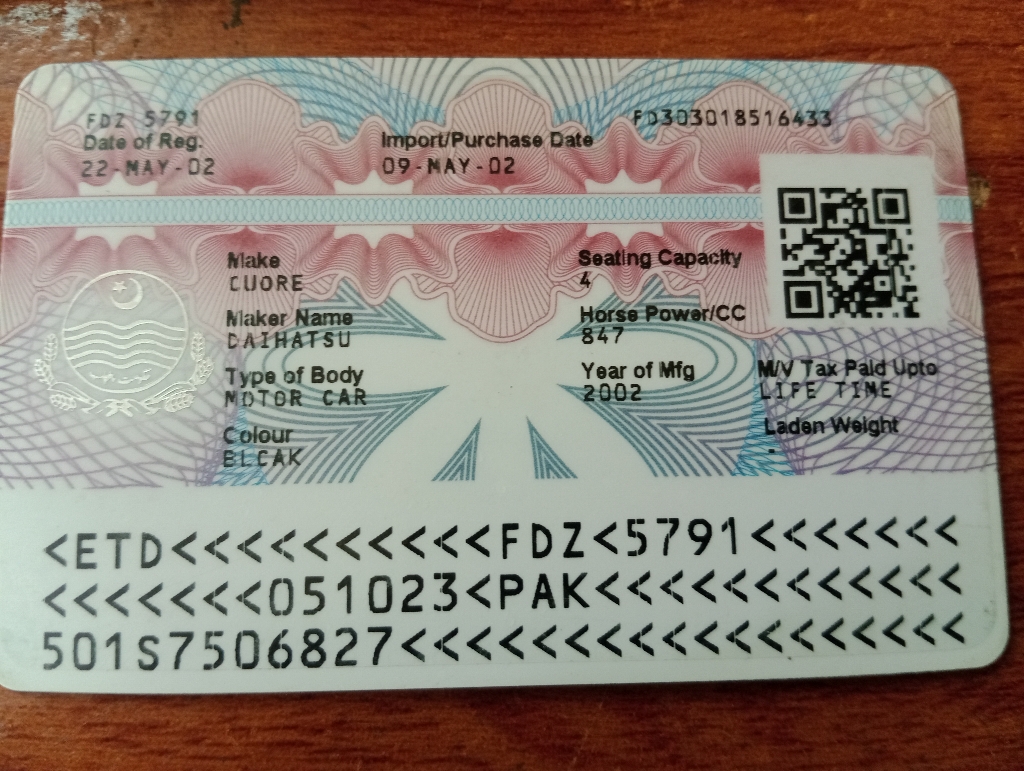 FDZ 5791
FD303018516433
Date of Reg.
22-MAY-02
Import/Purchase Date
09-MAY-02
Make
CUORE
Maker Name
DAIHATSU
Type of Body
MOTOR CAR
Colour
BLCAK
Seating Capacity
4
Horse Power/CC
847
Year of Mfg
2002
M/V Tax Paid Upto
LIFE TIME
Laden Weight
-
<ETD<<<<<<<<<<FDZ<5791<<<<<<<
<<<<<<<051023<PAK<<<<<<<<<<<<
501S7506827<<<<<<<<<<<<<<<<<<